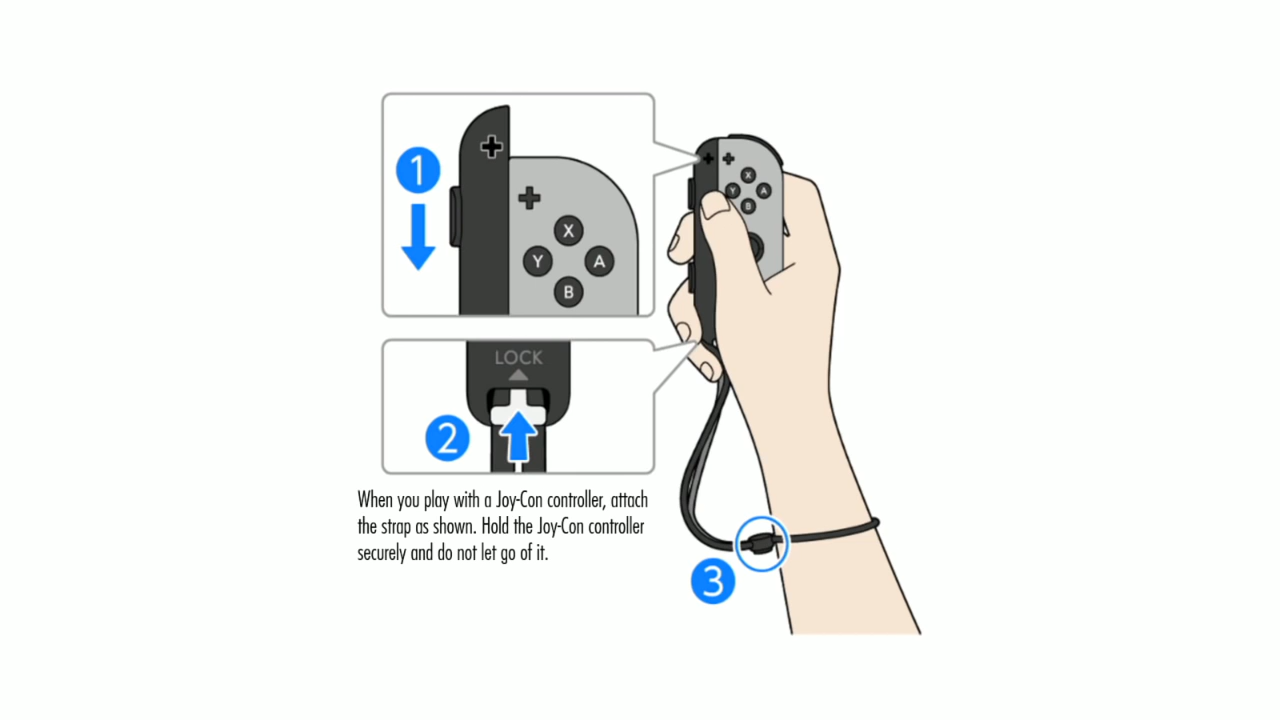 1
X
Y
A
B
X
Y
A
B
LOCK
2
When you play with a Joy-Con controller, attach
the strap as shown. Hold the Joy-Con controller
securely and do not let go of it.
3